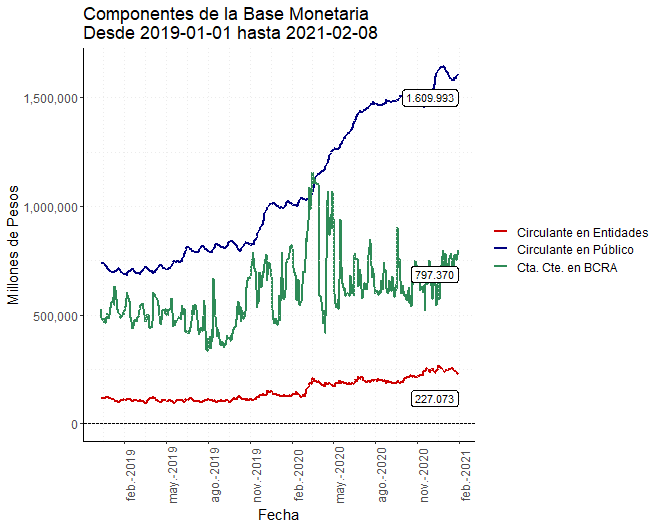 Componentes de la Base Monetaria
Desde 2019-01-01 hasta 2021-02-08
Millones de Pesos
1,500,000
1,000,000
500,000
0
1.609.993
797.370
227.073
feb.-2019
may.-2019
ago.-2019
nov.-2019
feb.-2020
may.-2020
ago.-2020
nov.-2020
feb.-2021
Fecha
Circulante en Entidades
Circulante en Público
Cta. Cte. en BCRA